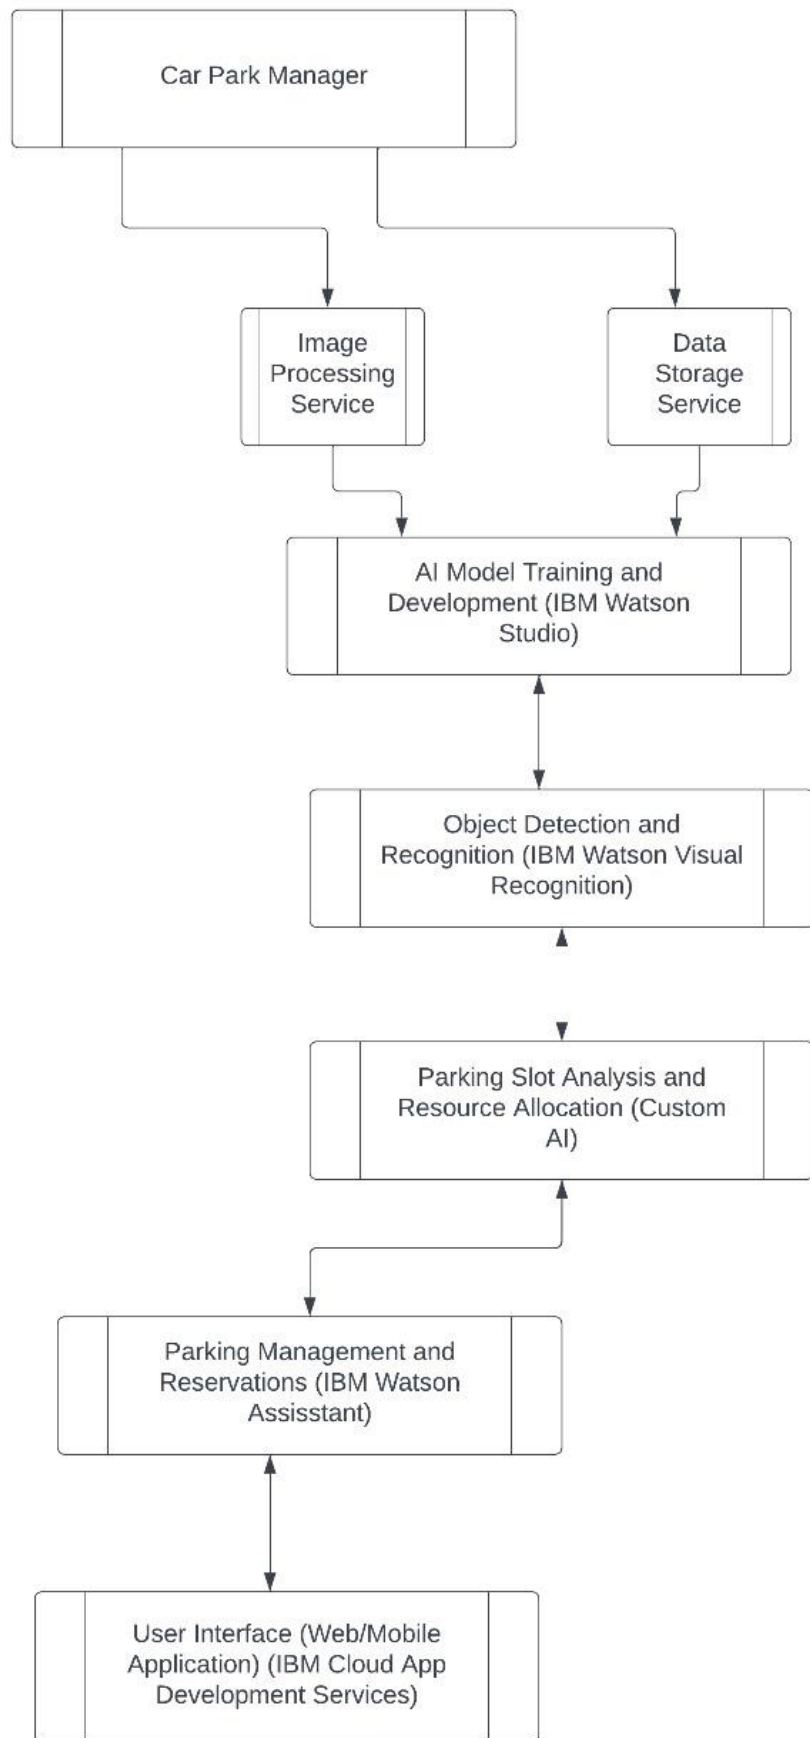 Car Park Manager
Image
Processing
Service
Data
Storage
Service
AI Model Training and
Development (IBM Watson
Studio)
Object Detection and
Recognition (IBM Watson Visual
Recognition)
Parking Slot Analysis and
Resource Allocation (Custom
AI)
Parking Management and
Reservations (IBM Watson
Assisstant)
User Interface (Web/Mobile
Application) (IBM Cloud App
Development Services)